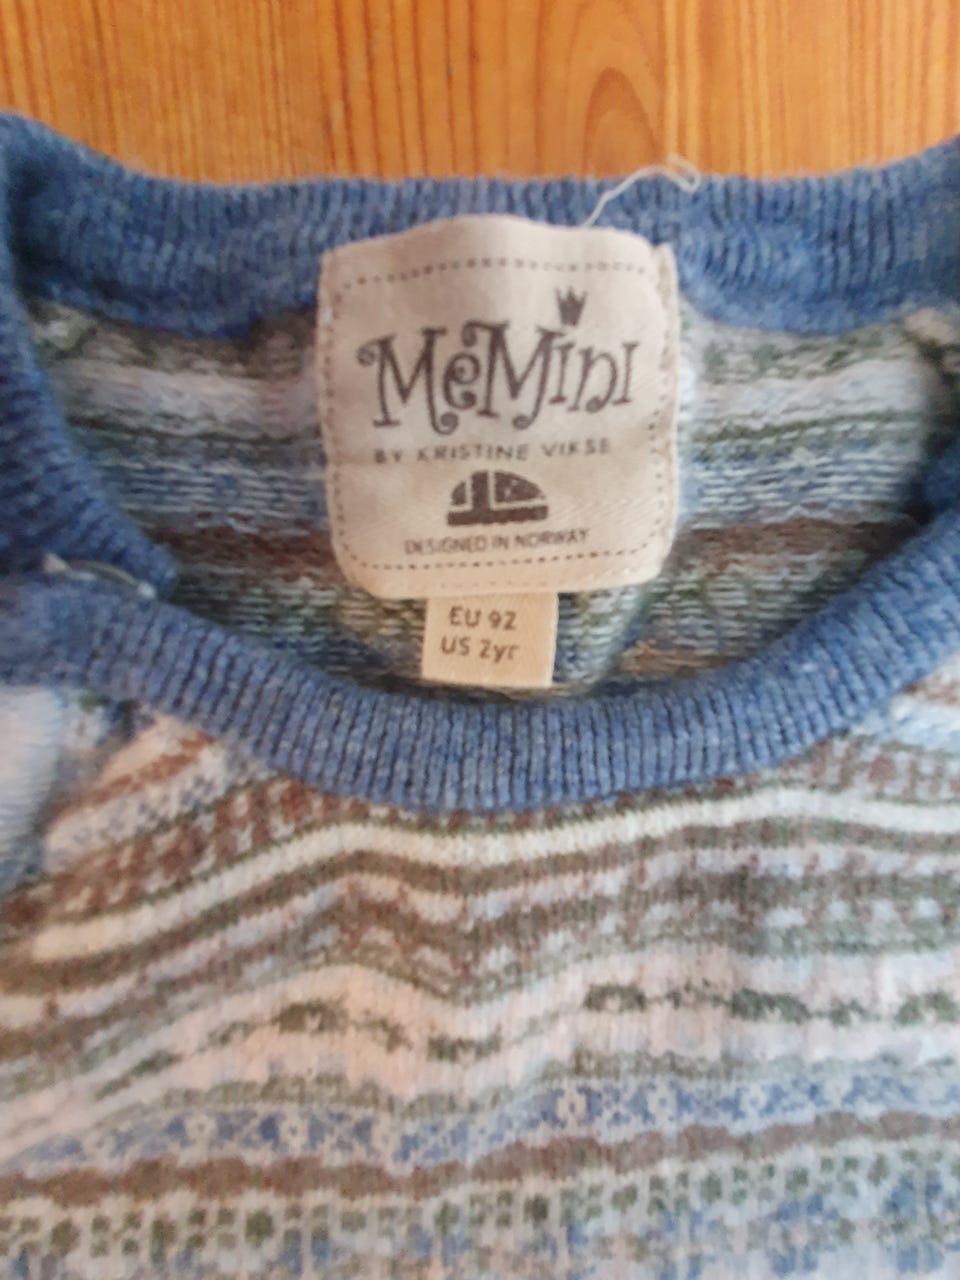 MeMini
BY KRISTINE VIKSE
DESIGNED IN NORWAY
EU 92
US 2yr